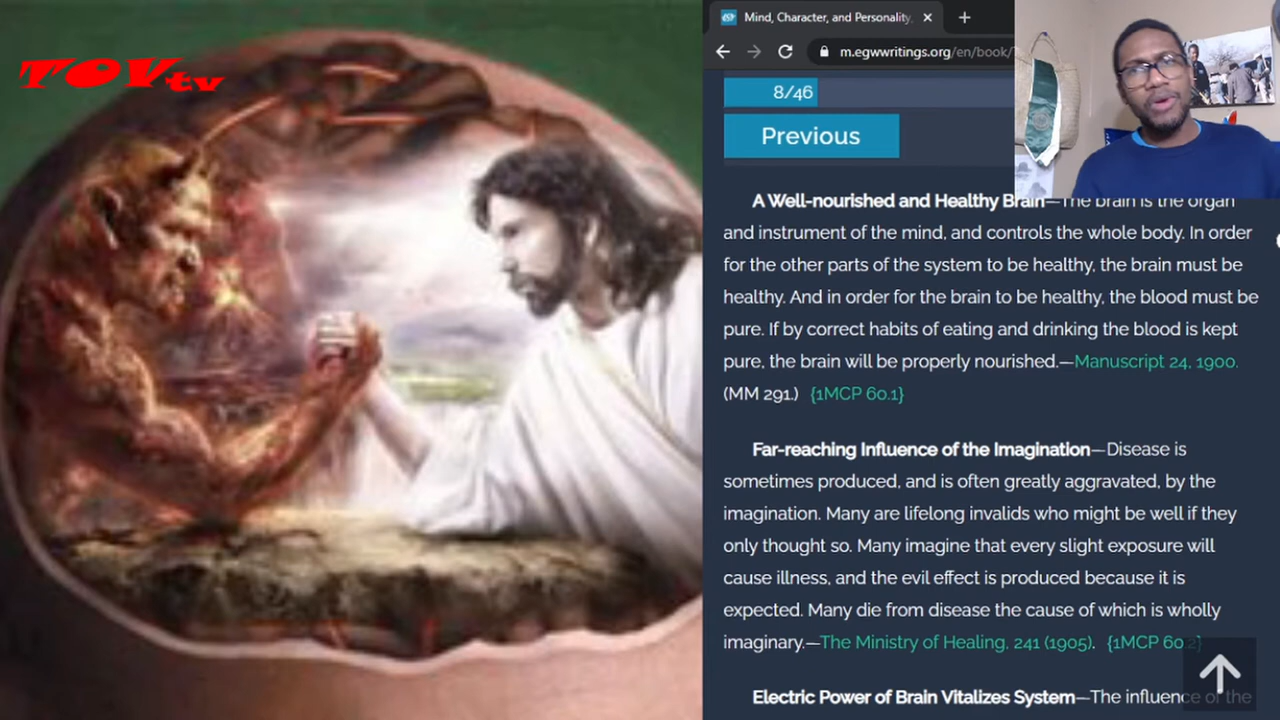 TOVtv
Mind, Character, and Personality,
m.egwwritings.org/en/book/
8/46
Previous
A Well-nourished and Healthy Brain—The brain is the organ
and instrument of the mind, and controls the whole body. In order
for the other parts of the system to be healthy, the brain must be
healthy. And in order for the brain to be healthy, the blood must be
pure. If by correct habits of eating and drinking the blood is kept
pure, the brain will be properly nourished.—Manuscript 24, 1900.
(MM 291.) {1MCP 60.1}
Far-reaching Influence of the Imagination—Disease is
sometimes produced, and is often greatly aggravated, by the
imagination. Many are lifelong invalids who might be well if they
only thought so. Many imagine that every slight exposure will
cause illness, and the evil effect is produced because it is
expected. Many die from disease the cause of which is wholly
imaginary.—The Ministry of Healing, 241 (1905). {1MCP 60.2}
Electric Power of Brain Vitalizes System—The influence of the